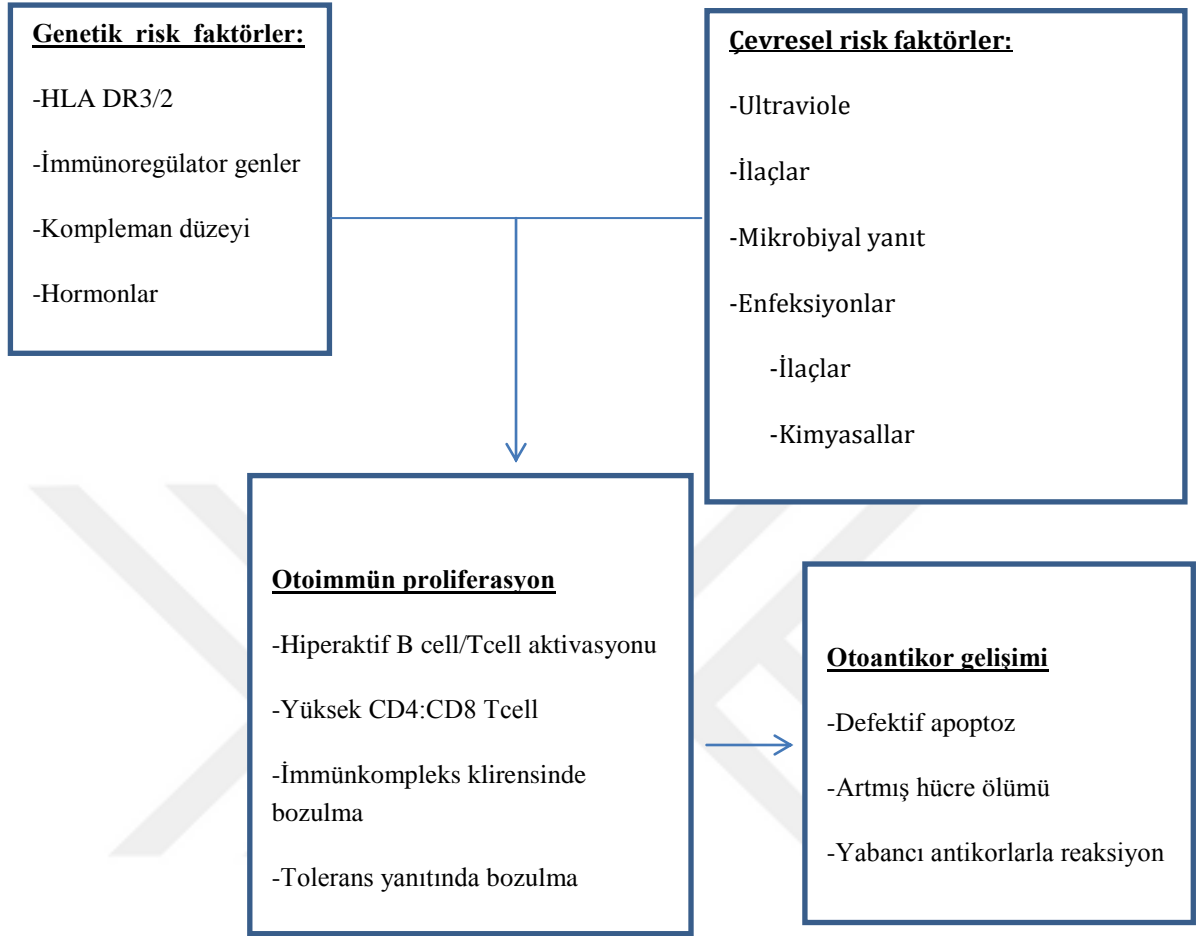 Genetik risk faktörler:
-HLA DR3/2
-İmmünoregülator genler
-Kompleman düzeyi
-Hormonlar
Çevresel risk faktörler:
-Ultraviole
-İlaçlar
-Mikrobiyal yanıt
-Enfeksiyonlar
-İlaçlar
-Kimyasallar
Otoimmün proliferasyon
-Hiperaktif B cell/Tcell aktivasyonu
-Yüksek CD4:CD8 Tcell
-İmmünkompleks klirensinde
bozulma
-Tolerans yanıtında bozulma
Otoantikor gelişimi
-Defektif apoptoz
-Artmış hücre ölümü
-Yabancı antikorlarla reaksiyon